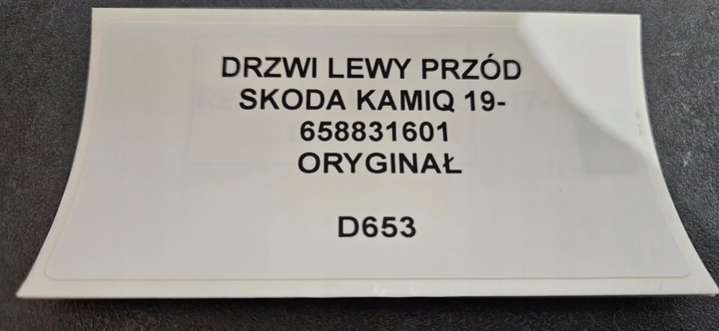 DRZWI LEWY PRZÓD
SKODA KAMIQ 19-
658831601
ORYGINAŁ
D653